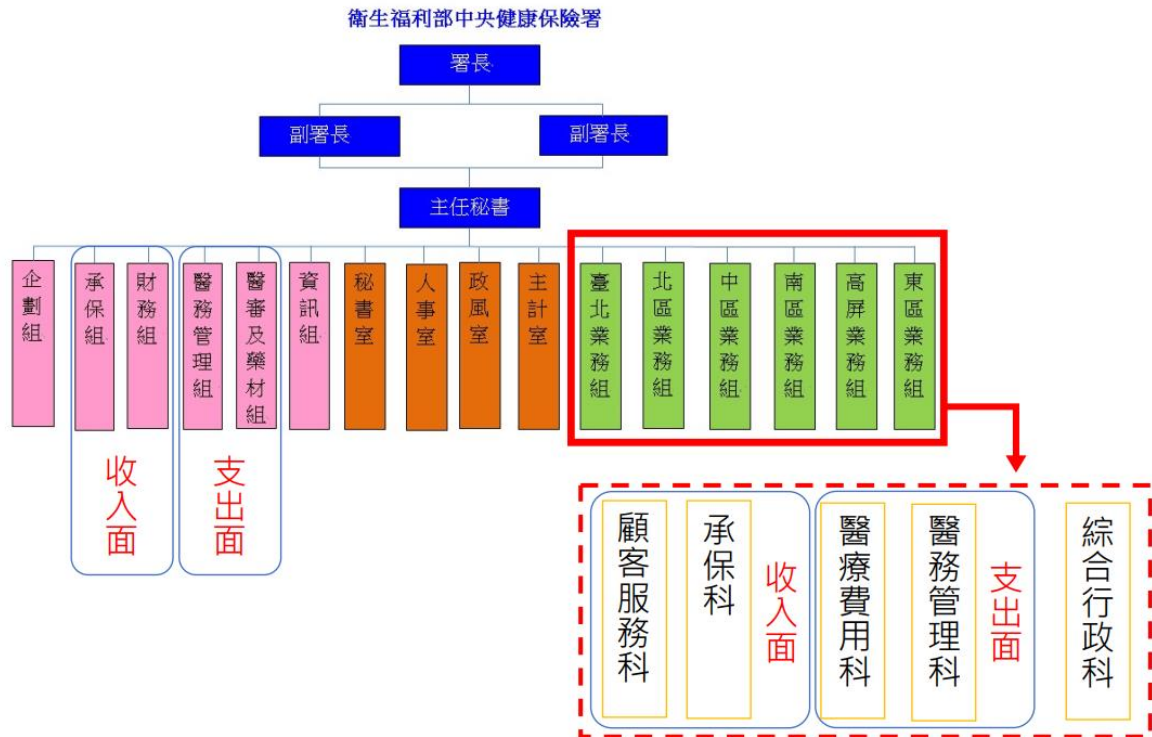 衛生福利部中央健康保險署
署長
副署長
副署長
主任秘書
企劃組
承保組
財務組
醫務管理組
醫審及藥材組
資訊組
秘書室
人事室
政風室
主計室
臺北業務組
北區業務組
中區業務組
南區業務組
高屏業務組
東區業務組
收入面
支出面
顧客服務科
承保科
收入面
醫療費用科
醫務管理科
支出面
綜合行政科